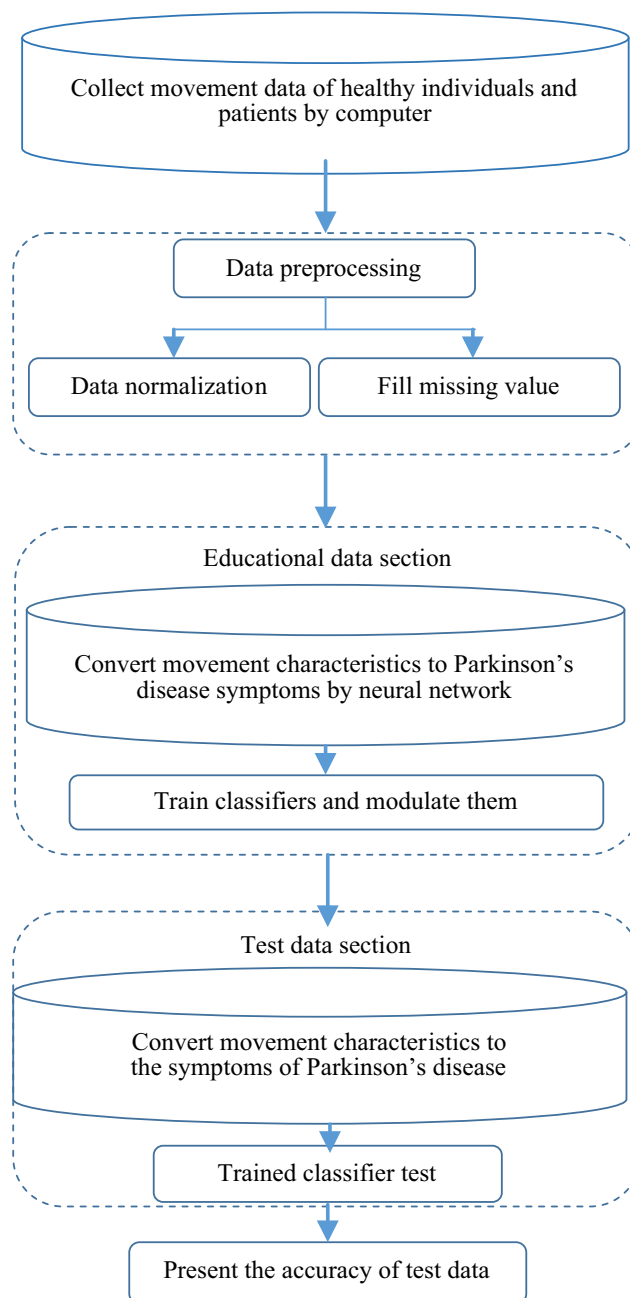 Collect movement data of healthy individuals and
patients by computer
Data preprocessing
Data normalization
Fill missing value
Educational data section
Convert movement characteristics to Parkinson's
disease symptoms by neural network
Train classifiers and modulate them
Test data section
Convert movement characteristics to
the symptoms of Parkinson's disease
Trained classifier test
Present the accuracy of test data